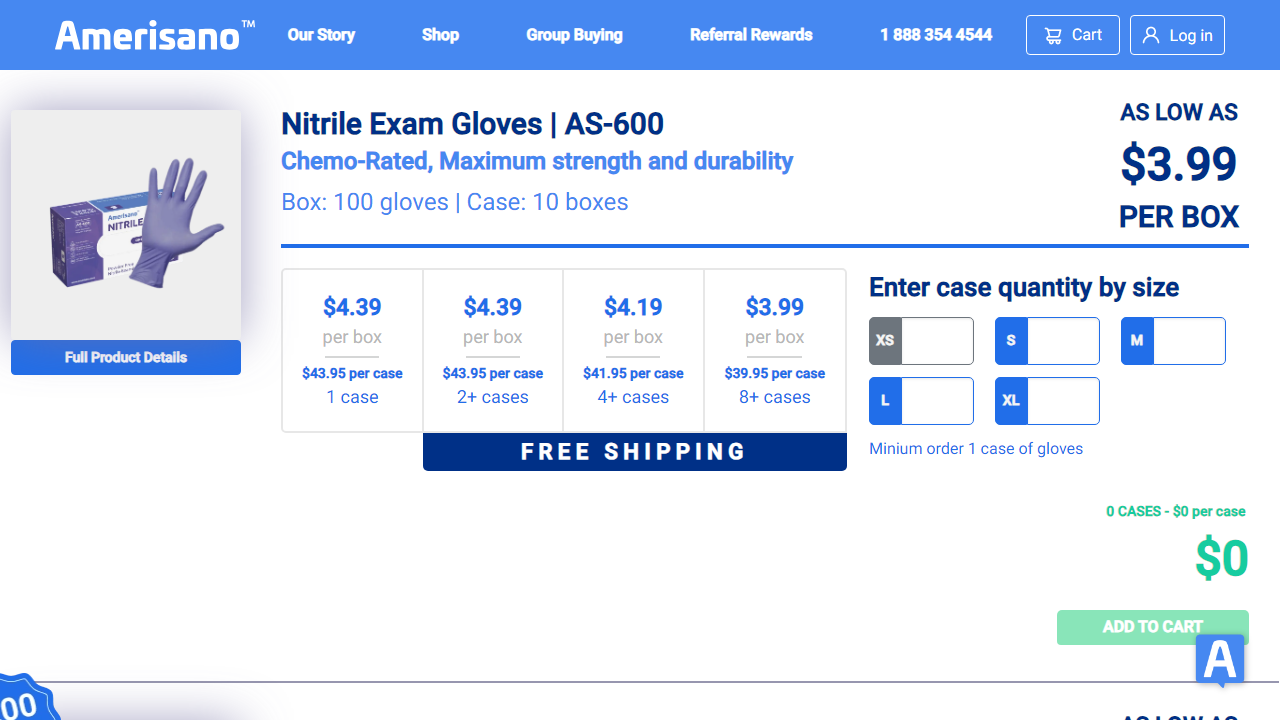 Amerisano™
Our Story
Shop
Group Buying
Referral Rewards
1 888 354 4544
Cart
Log in
Amerisano
NITRILE
Full Product Details
Nitrile Exam Gloves | AS-600
Chemo-Rated, Maximum strength and durability
Box: 100 gloves | Case: 10 boxes
AS LOW AS
$3.99
PER BOX
$4.39
per box
$43.95 per case
1 case
$4.39
per box
$43.95 per case
2+ cases
$4.19
per box
$41.95 per case
4+ cases
$3.99
per box
$39.95 per case
8+ cases
FREE SHIPPING
Enter case quantity by size
XS
S
M
L
XL
Minium order 1 case of gloves
0 CASES - $0 per case
$0
ADD TO CART
A
00
AS LOW AS